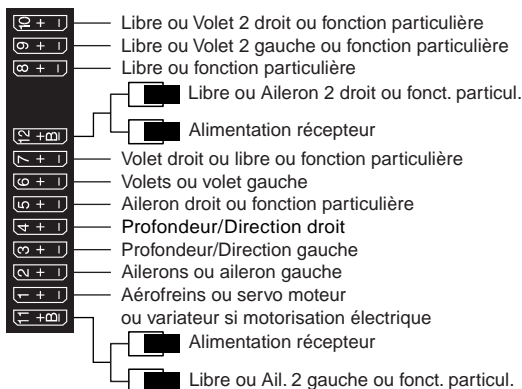 10 + – Libre ou Volet 2 droit ou fonction particulière
9 + – Libre ou Volet 2 gauche ou fonction particulière
8 + – Libre ou fonction particulière
Libre ou Aileron 2 droit ou fonct. particul.
12 +B– Alimentation récepteur
7 + – Volet droit ou libre ou fonction particulière
6 + – Volets ou volet gauche
5 + – Aileron droit ou fonction particulière
4 + – Profondeur/Direction droit
3 + – Profondeur/Direction gauche
2 + – Ailerons ou aileron gauche
1 + – Aérofreins ou servo moteur
11 +B– ou variateur si motorisation électrique
Alimentation récepteur
Libre ou Ail. 2 gauche ou fonct. particul.